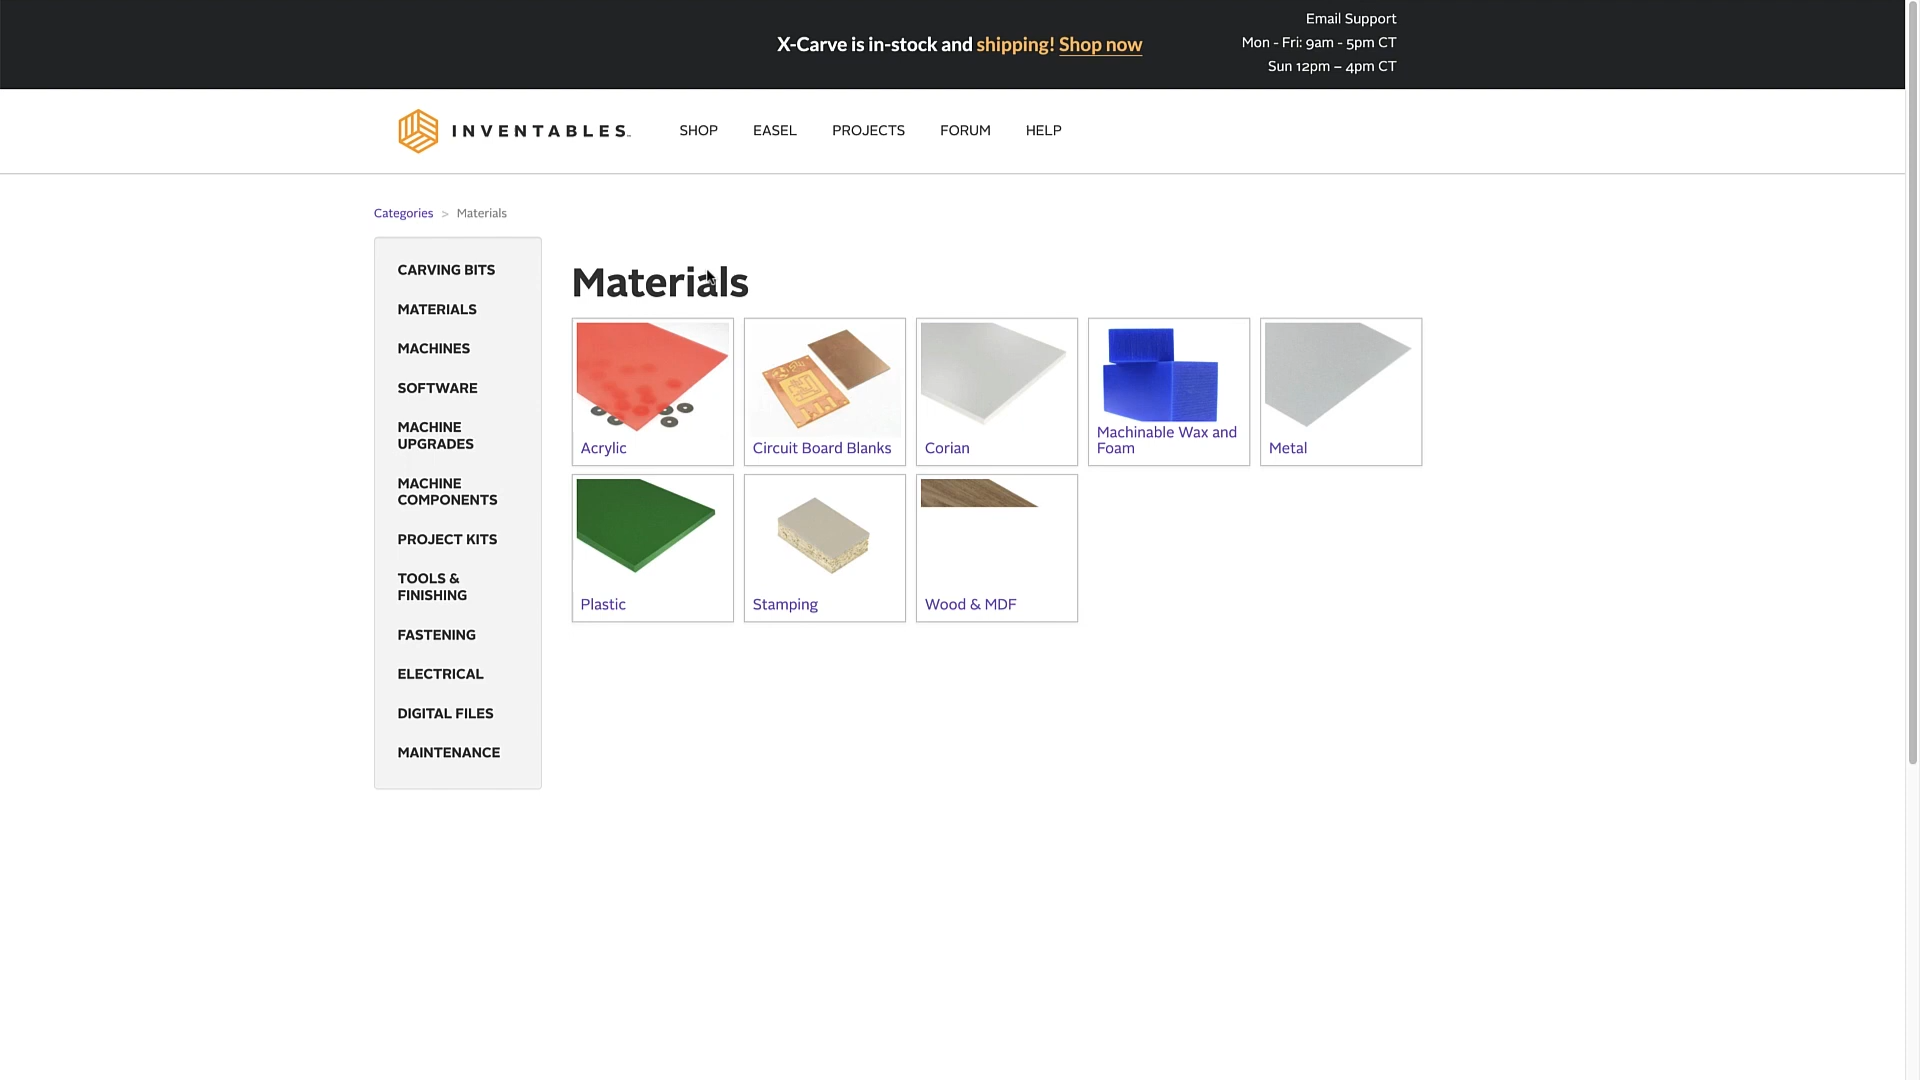 Email Support
X-Carve is in-stock and shipping! Shop now
Mon - Fri: 9am - 5pm CT
Sun 12pm – 4pm CT
INVENTABLES
SHOP
EASEL
PROJECTS
FORUM
HELP
Categories > Materials
CARVING BITS
MATERIALS
MACHINES
SOFTWARE
MACHINE
UPGRADES
MACHINE
COMPONENTS
PROJECT KITS
TOOLS &
FINISHING
FASTENING
ELECTRICAL
DIGITAL FILES
MAINTENANCE
Materials
Acrylic
Circuit Board Blanks
Corian
Machinable Wax and
Foam
Metal
Plastic
Stamping
Wood & MDF